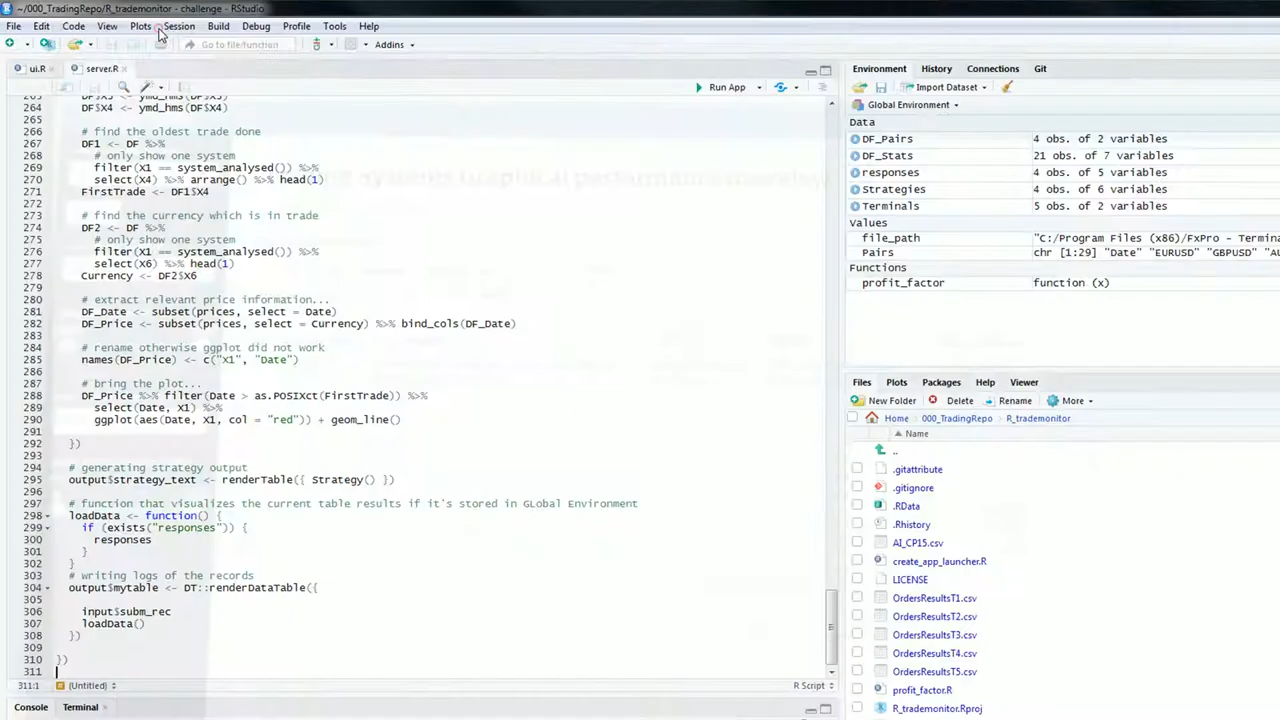 ~/000_TradingRepo/R_trademonitor - challenge - RStudio
File Edit Code View Plots Session Build Debug Profile Tools Help
Go to file/function Addins
ui.R server.R
Run App
264 DF$X4 <- ymd_hms(DF$X4)
265
266 # find the oldest trade done
267 DF1 <- DF %>%
268 # only show one system
269 filter(X1 == system_analysed()) %>%
270 select(X4) %>% arrange() %>% head(1)
271 FirstTrade <- DF1$X4
272
273 # find the currency which is in trade
274 DF2 <- DF %>%
275 # only show one system
276 filter(X1 == system_analysed()) %>%
277 select(X6) %>% head(1)
278 Currency <- DF2$X6
279
280 # extract relevant price information...
281 DF_Date <- subset(prices, select = Date)
282 DF_Price <- subset(prices, select = Currency) %>% bind_cols(DF_Date)
283
284 # rename otherwise ggplot did not work
285 names(DF_Price) <- c("X1", "Date")
286
287 # bring the plot...
288 DF_Price %>% filter(Date > as.POSIXct(FirstTrade)) %>%
289 select(Date, X1) %>%
290 ggplot(aes(Date, X1, col = "red")) + geom_line()
291
292 })
293
294 # generating strategy output
295 output$strategy_text <- renderTable({ Strategy() })
296
297 # function that visualizes the current table results if it's stored in GLobal Environment
298 loadData <- function() {
299 if (exists("responses")) {
300 responses
301 }
302 }
303 # writing logs of the records
304 output$mytable <- DT::renderDataTable({
305
306 input$subm_rec
307 loadData()
308 })
309
310 })
311
311:1 (Untitled) R Script
Console Terminal
Environment History Connections Git
Import Dataset
Global Environment
Data
DF_Pairs 4 obs. of 2 variables
DF_Stats 21 obs. of 7 variables
responses 4 obs. of 5 variables
Strategies 4 obs. of 6 variables
Terminals 5 obs. of 2 variables
Values
file_path "C:/Program Files (x86)/FxPro - Termina
Pairs chr [1:29] "Date" "EURUSD" "GBPUSD" "AU
Functions
profit_factor function (x)
Files Plots Packages Help Viewer
New Folder Delete Rename More
Home 000_TradingRepo R_trademonitor
Name
..
.gitattribute
.gitignore
.RData
.Rhistory
AI_CP15.csv
create_app_launcher.R
LICENSE
OrdersResultsT1.csv
OrdersResultsT2.csv
OrdersResultsT3.csv
OrdersResultsT4.csv
OrdersResultsT5.csv
profit_factor.R
R_trademonitor.Rproj